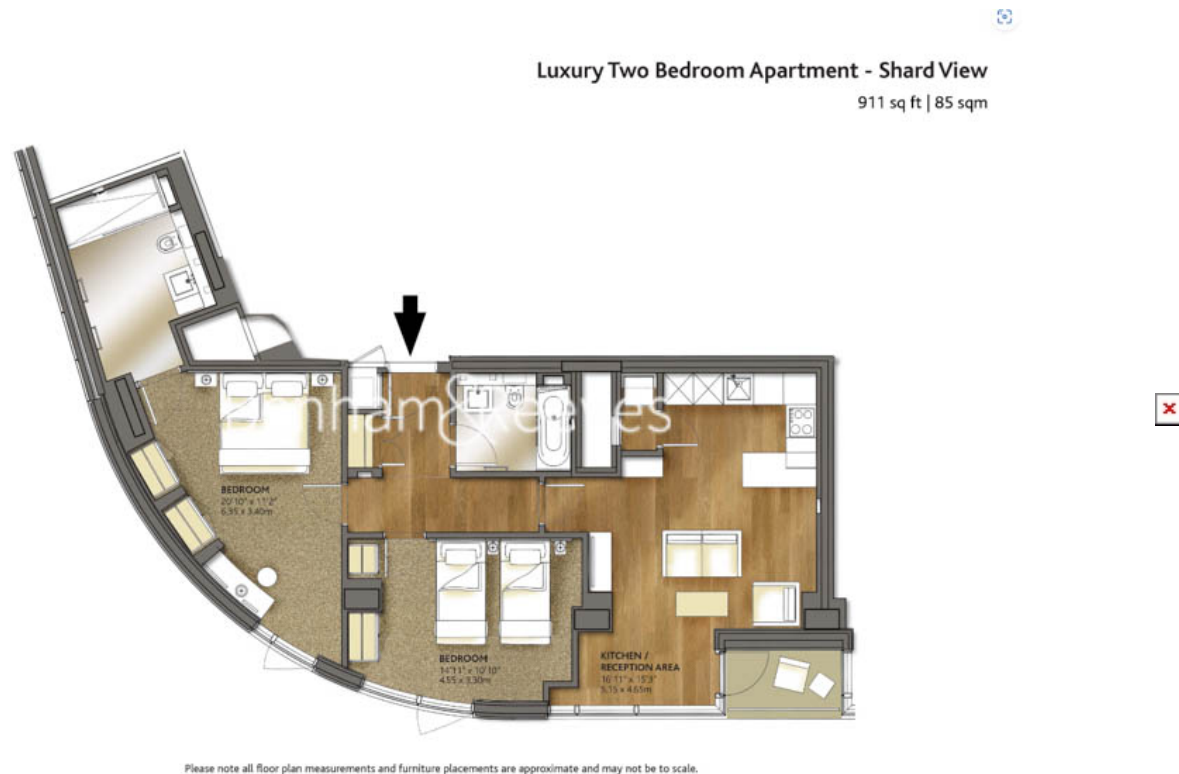 Luxury Two Bedroom Apartment - Shard View
911 sq ft | 85 sqm
BEDROOM
20'10" x 11'2"
6.35 x 3.40m
BEDROOM
14'11" x 10'10"
4.55 x 3.30m
KITCHEN /
RECEPTION AREA
16'11" x 15'3"
5.15 x 4.65m
Please note all floor plan measurements and furniture placements are approximate and may not be to scale.